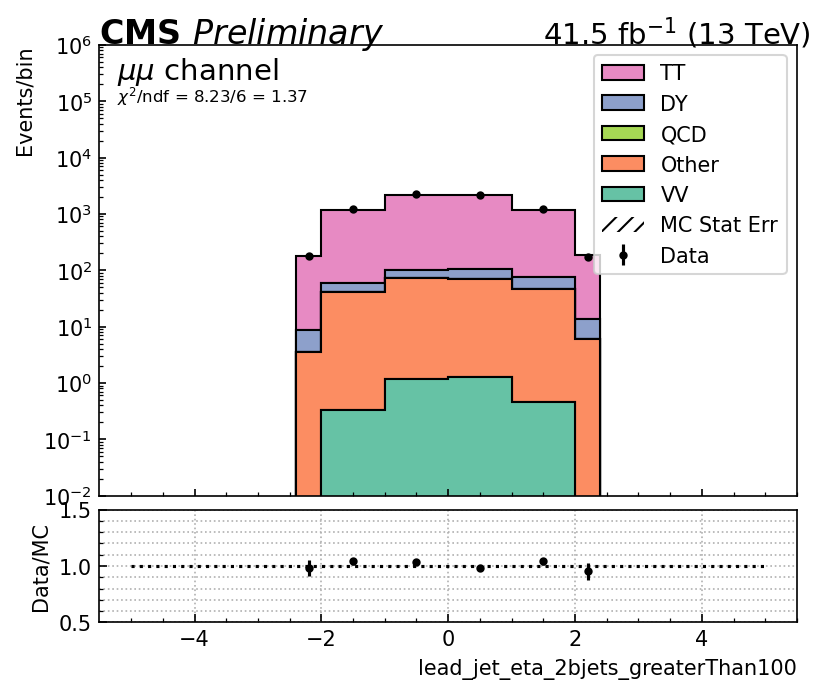 CMS Preliminary 41.5 fb⁻¹ (13 TeV)
μμ channel
χ²/ndf = 8.23/6 = 1.37
Events/bin
10⁶
10⁵
10⁴
10³
10²
10¹
10⁰
10⁻¹
10⁻²
TT
DY
QCD
Other
VV
MC Stat Err
Data
Data/MC
1.5
1.0
0.5
−4 −2 0 2 4
lead_jet_eta_2bjets_greaterThan100